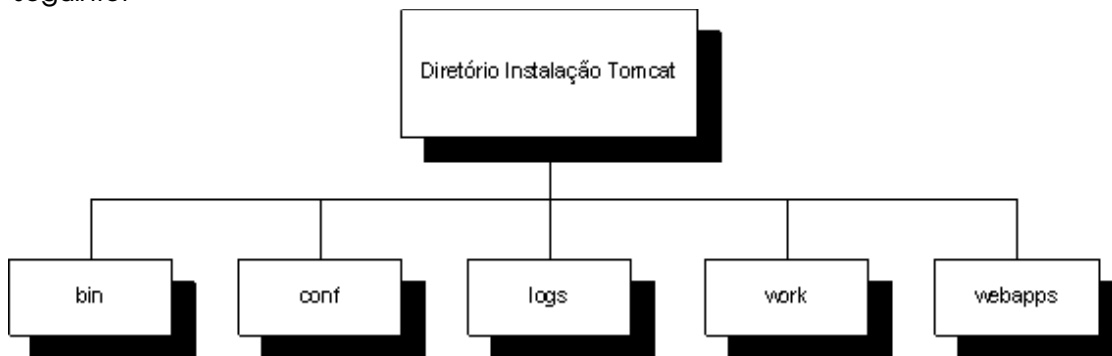 Diretório Instalação Tomcat
bin
conf
logs
work
webapps